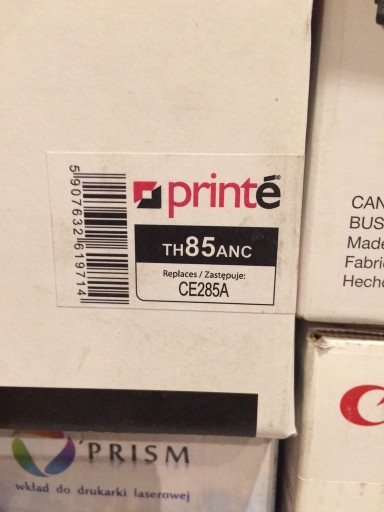 printé
TH85ANC
Replaces / Zastępuje:
CE285A
5907632619714
CAN
BUS
Made
Fabric
Hecho
PRISM
wkład do drukarki laserowej